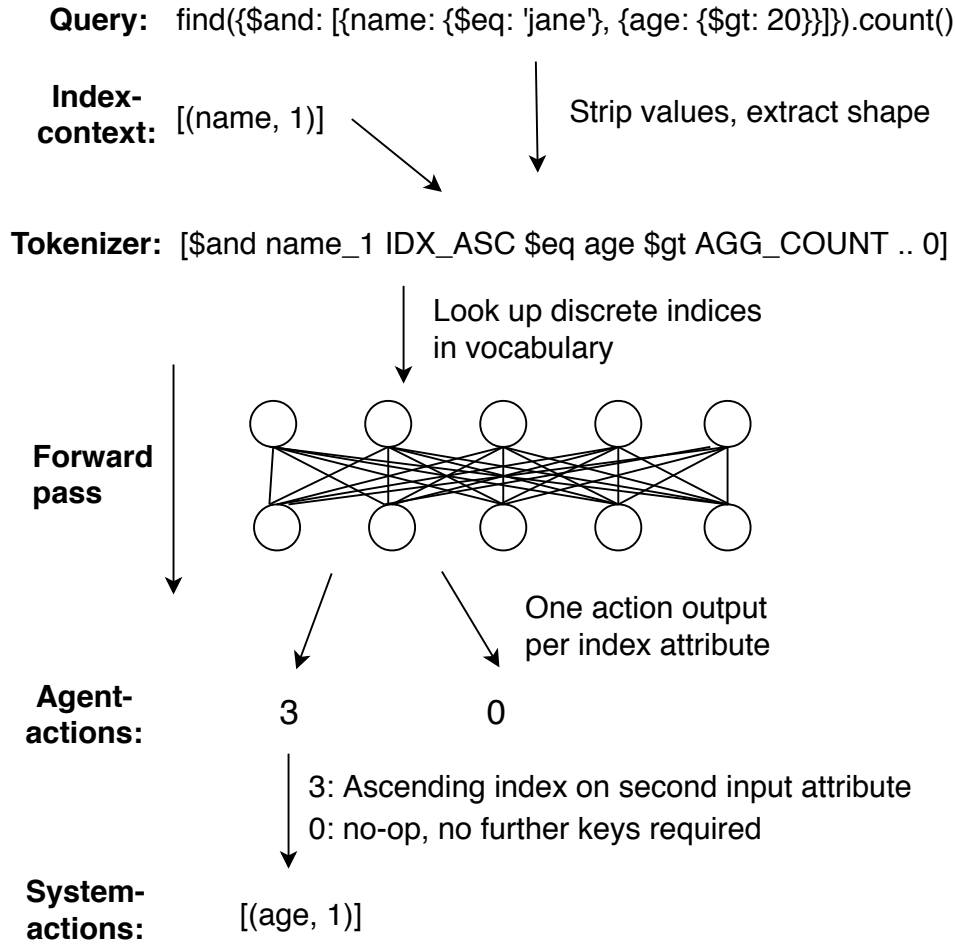 Query: find({$and: [{name: {$eq: 'jane'}, {age: {$gt: 20}}]}).count()
Index-
context: [(name, 1)]
Strip values, extract shape
Tokenizer: [$and name_1 IDX_ASC $eq age $gt AGG_COUNT .. 0]
Look up discrete indices
in vocabulary
Forward
pass
One action output
per index attribute
Agent-
actions:
3 0
3: Ascending index on second input attribute
0: no-op, no further keys required
System-
actions: [(age, 1)]